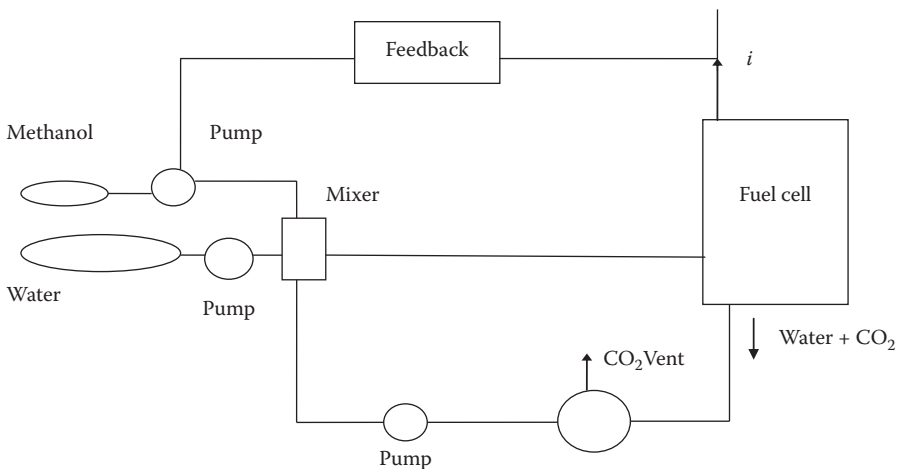 Feedback
i
Methanol
Pump
Mixer
Fuel cell
Water
Pump
Water + CO₂
CO₂Vent
Pump